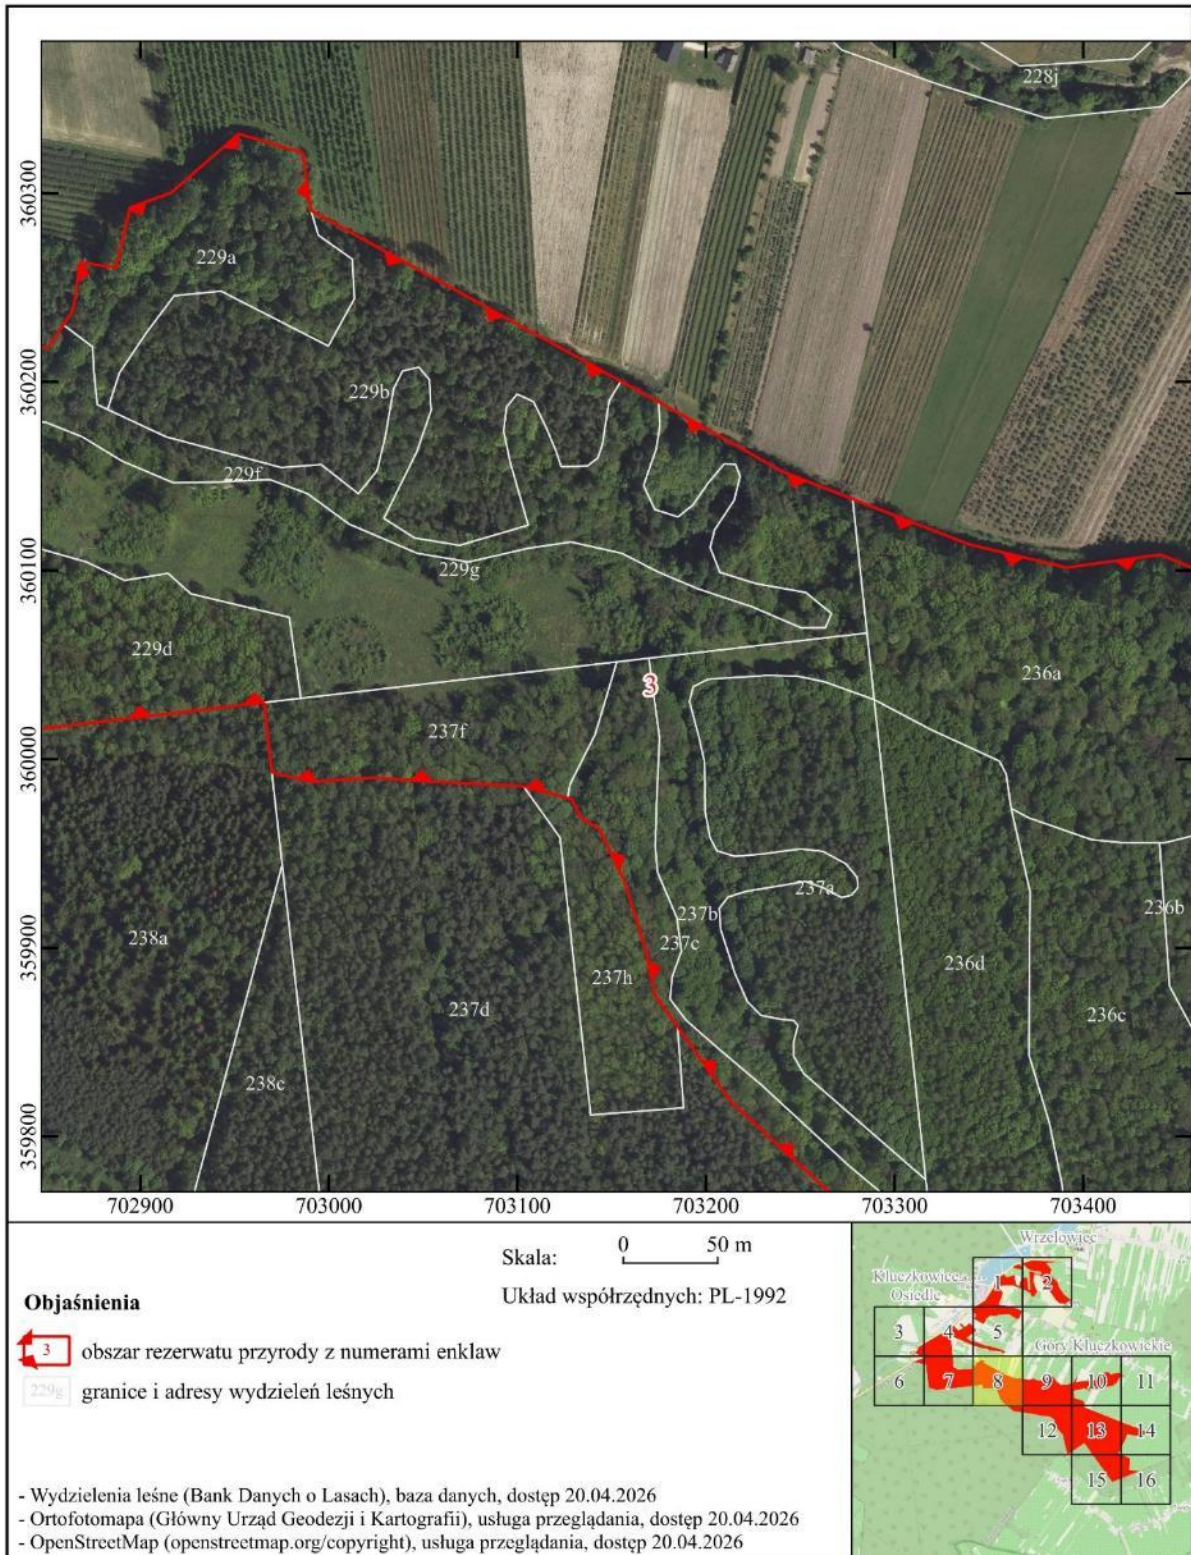 228j
360300
229a
360200
229b
229f
229g
360100
229d
236a
3
237f
360000
237a
236b
237b
359900
238a
237c
236d
237h
237d
236c
238c
359800
702900 703000 703100 703200 703300 703400
Skala: 0 50 m
Układ współrzędnych: PL-1992
Objaśnienia
3 obszar rezerwatu przyrody z numerami enklaw
229g granice i adresy wydzieleń leśnych
- Wydzielenia leśne (Bank Danych o Lasach), baza danych, dostęp 20.04.2026
- Ortofotomapa (Główny Urząd Geodezji i Kartografii), usługa przeglądania, dostęp 20.04.2026
- OpenStreetMap (openstreetmap.org/copyright), usługa przeglądania, dostęp 20.04.2026
Wrzelowiec
Kluczkowice
Osiedle
1 2
3 4 5
Góry Kluczkowickie
6 7 8 9 10 11
12 13 14
15 16